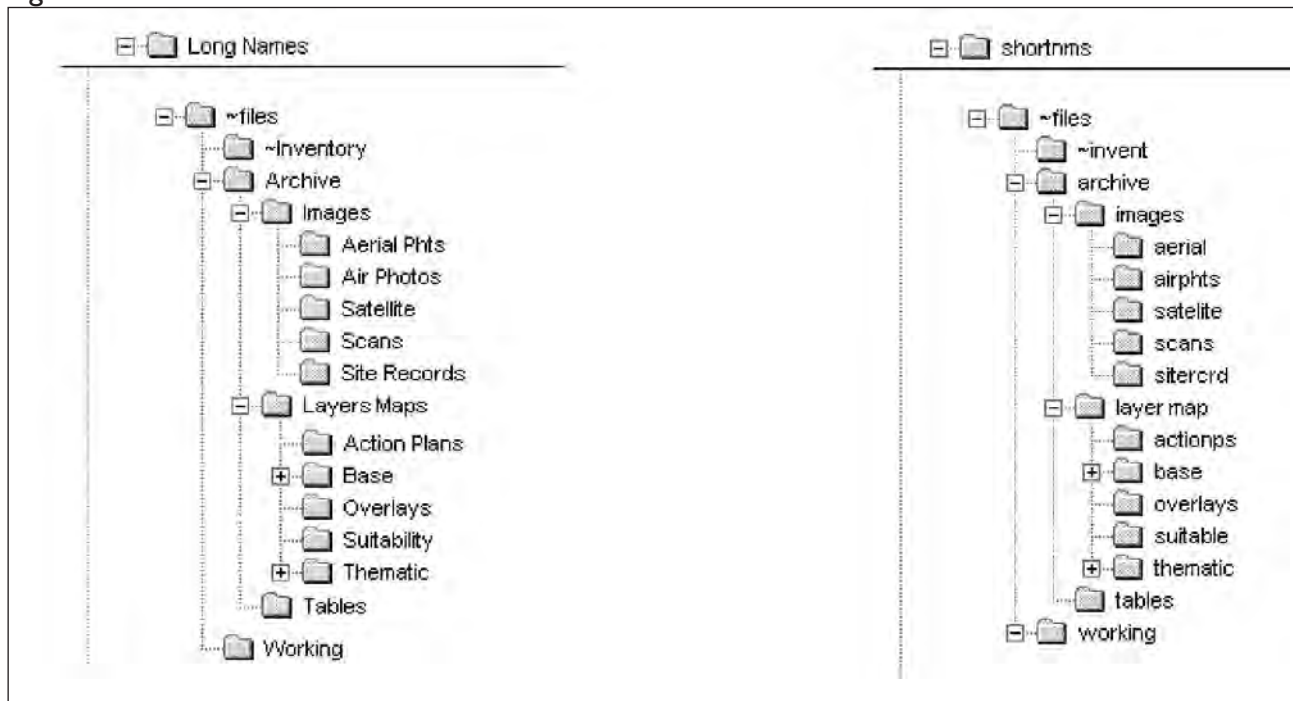 Long Names
~files
~Inventory
Archive
Images
Aerial Phts
Air Photos
Satellite
Scans
Site Records
Layers Maps
Action Plans
Base
Overlays
Suitability
Thematic
Tables
Working
shortnms
~files
~invent
archive
images
aerial
airphts
satelite
scans
sitercrd
layer map
actionps
base
overlays
suitable
thematic
tables
working